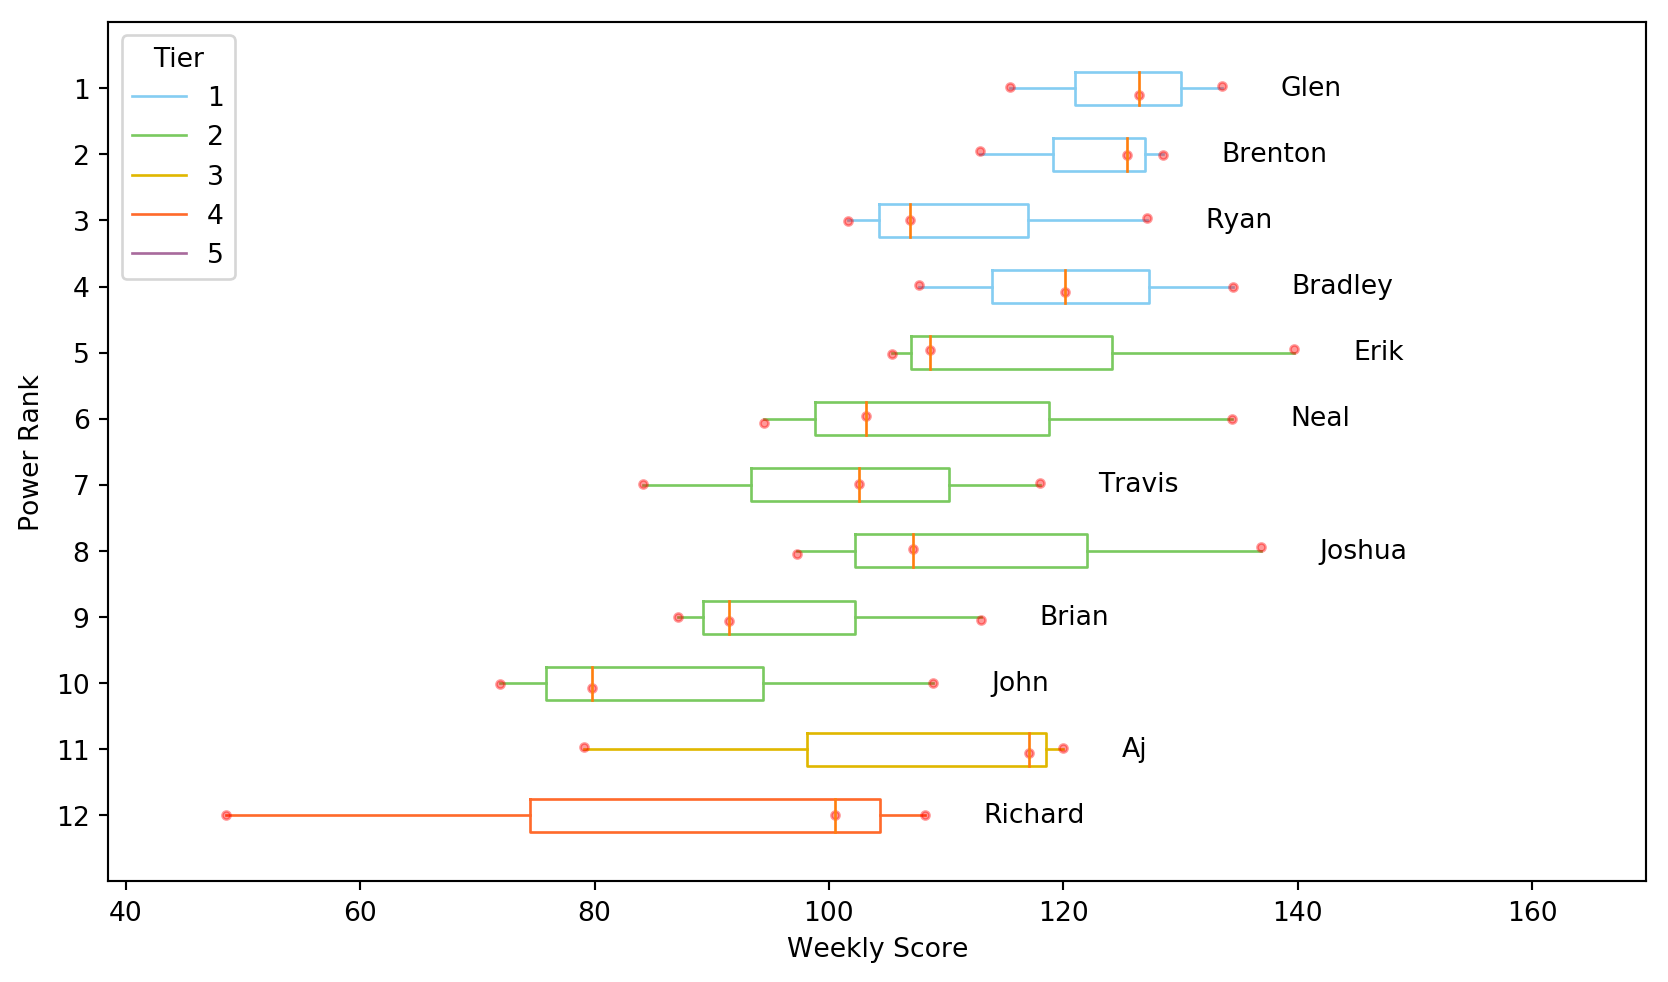 Tier
1
2
3
4
5
1 Glen
2 Brenton
3 Ryan
4 Bradley
5 Erik
6 Neal
7 Travis
8 Joshua
9 Brian
10 John
11 Aj
12 Richard
Power Rank
40 60 80 100 120 140 160
Weekly Score